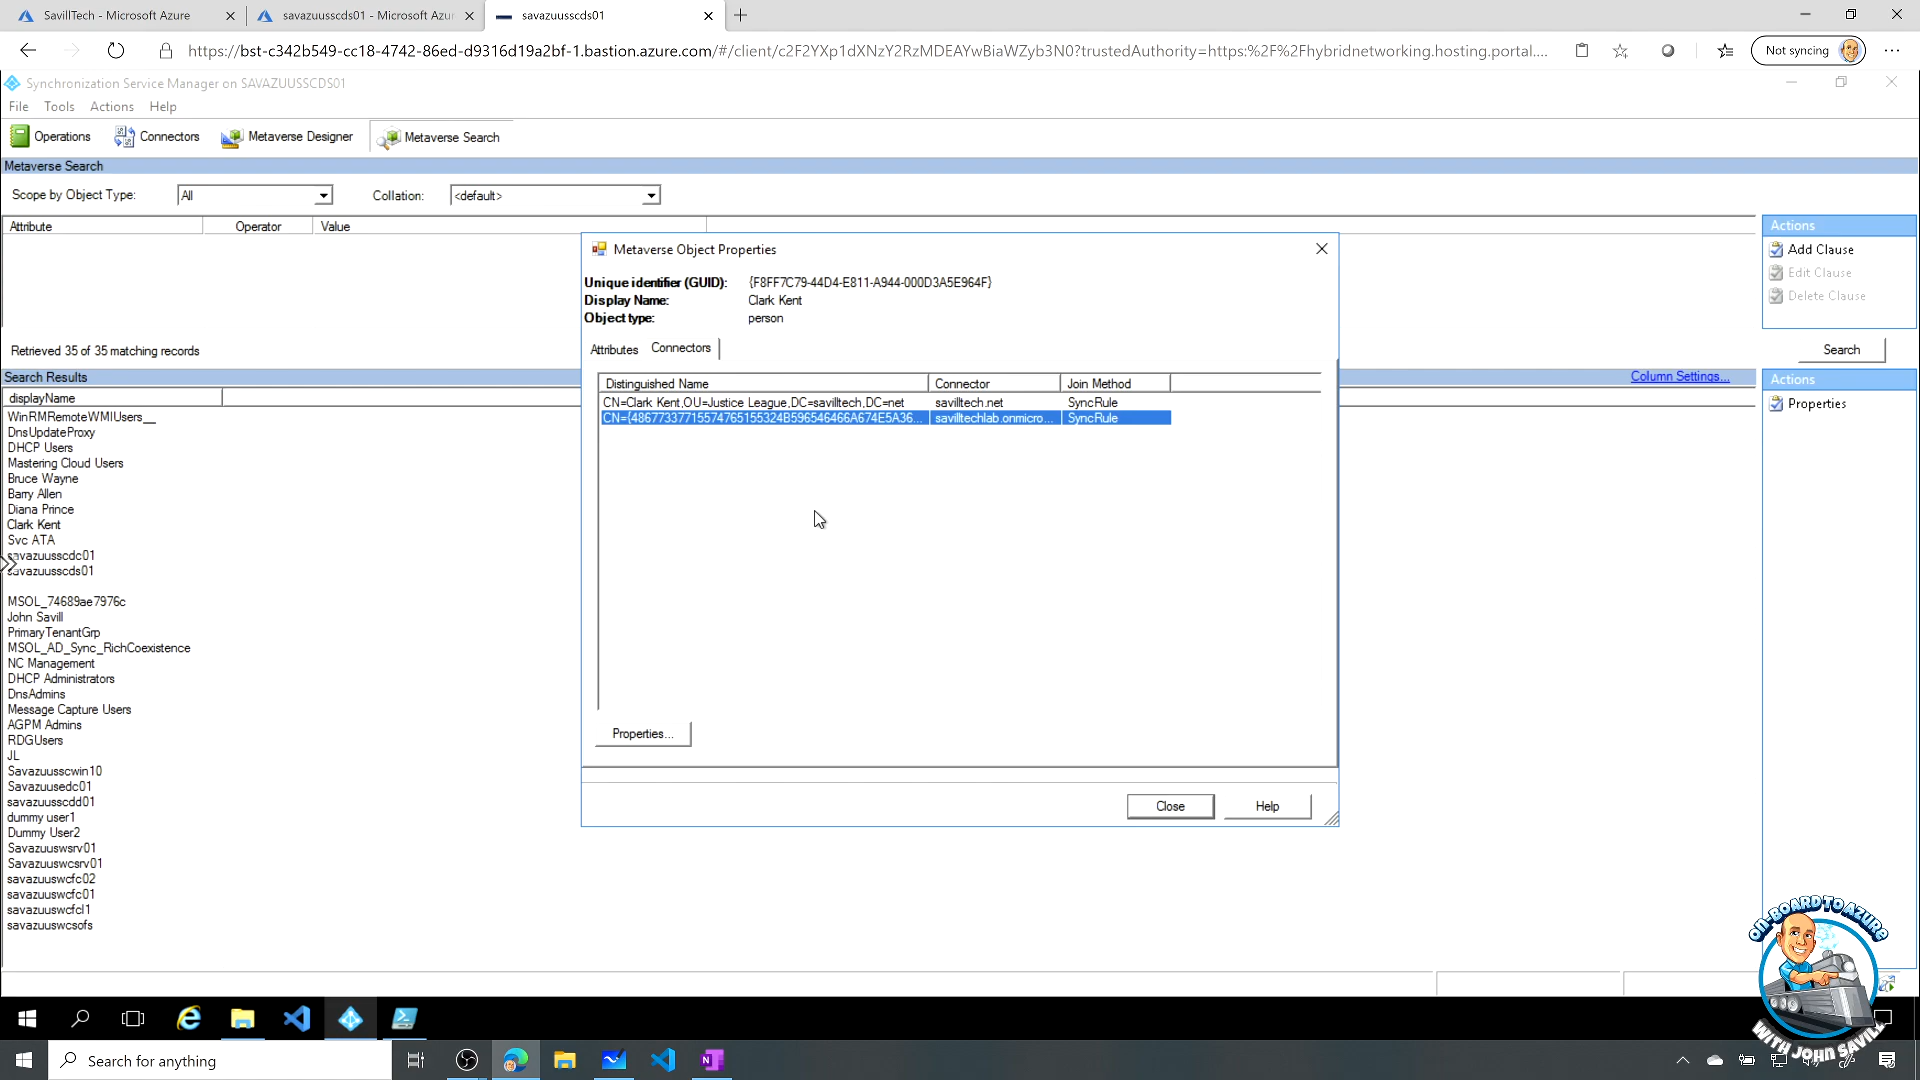 SavillTech - Microsoft Azure
savazuusscds01 - Microsoft Azur
savazuusscds01
https://bst-c342b549-cc18-4742-86ed-d9316d19a2bf-1.bastion.azure.com/#/client/c2F2YXp1dXNzY2RzMDEAYwBiaWZyb3N0?trustedAuthority=https:%2F%2Fhybridnetworking.hosting.portal....
Not syncing
Synchronization Service Manager on SAVAZUUSSCDS01
File Tools Actions Help
Operations Connectors Metaverse Designer Metaverse Search
Metaverse Search
Scope by Object Type: All Collation: <default>
Attribute Operator Value
Actions
Add Clause
Edit Clause
Delete Clause
Retrieved 35 of 35 matching records
Search
Search Results
Column Settings...
Actions
Properties
displayName
WinRMRemoteWMIUsers__
DnsUpdateProxy
DHCP Users
Mastering Cloud Users
Bruce Wayne
Barry Allen
Diana Prince
Clark Kent
Svc ATA
savazuusscdc01
savazuusscds01
MSOL_74689ae7976c
John Savill
PrimaryTenantGrp
MSOL_AD_Sync_RichCoexistence
NC Management
DHCP Administrators
DnsAdmins
Message Capture Users
AGPM Admins
RDGUsers
JL
Savazuusscwin10
Savazuusedc01
savazuusscdd01
dummy user1
Dummy User2
Savazuuswsrv01
Savazuuswcsrv01
savazuuswcfc02
savazuuswcfc01
savazuuswcfcl1
savazuuswcsofs
Metaverse Object Properties
Unique identifier (GUID): {F8FF7C79-44D4-E811-A944-000D3A5E964F}
Display Name: Clark Kent
Object type: person
Attributes Connectors
Distinguished Name Connector Join Method
CN=Clark Kent,OU=Justice League,DC=savilltech,DC=net savilltech.net SyncRule
CN={48677337715574765155324B596546466A674E5A36... savilltechlab.onmicro... SyncRule
Properties...
Close Help
ON-BOARD TO AZURE
WITH JOHN SAVILL
Search for anything